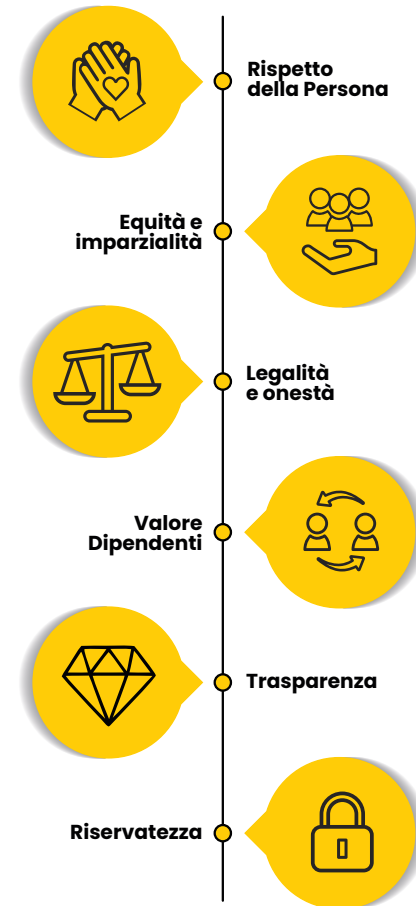 Rispetto
della Persona
Equità e
imparzialità
Legalità
e onestà
Valore
Dipendenti
Trasparenza
Riservatezza